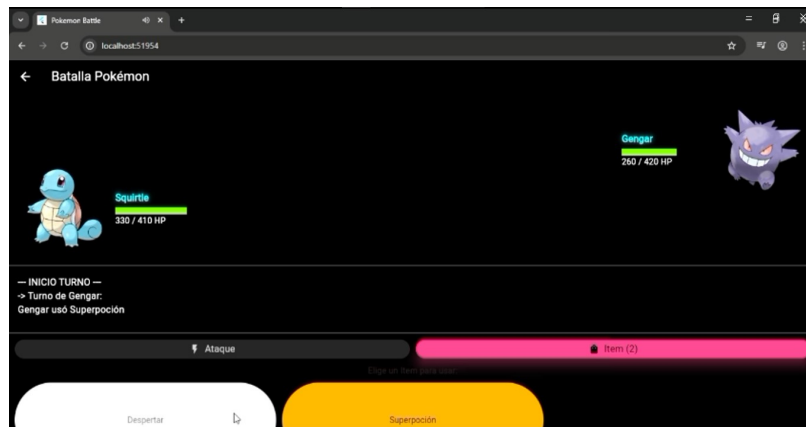 Pokemon Battle
localhost:51954
Batalla Pokémon
Gengar
260 / 420 HP
Squirtle
330 / 410 HP
--- INICIO TURNO ---
-> Turno de Gengar:
Gengar usó Superpoción
Ataque
Item (2)
Elige un Item para usar:
Despertar
Superpoción